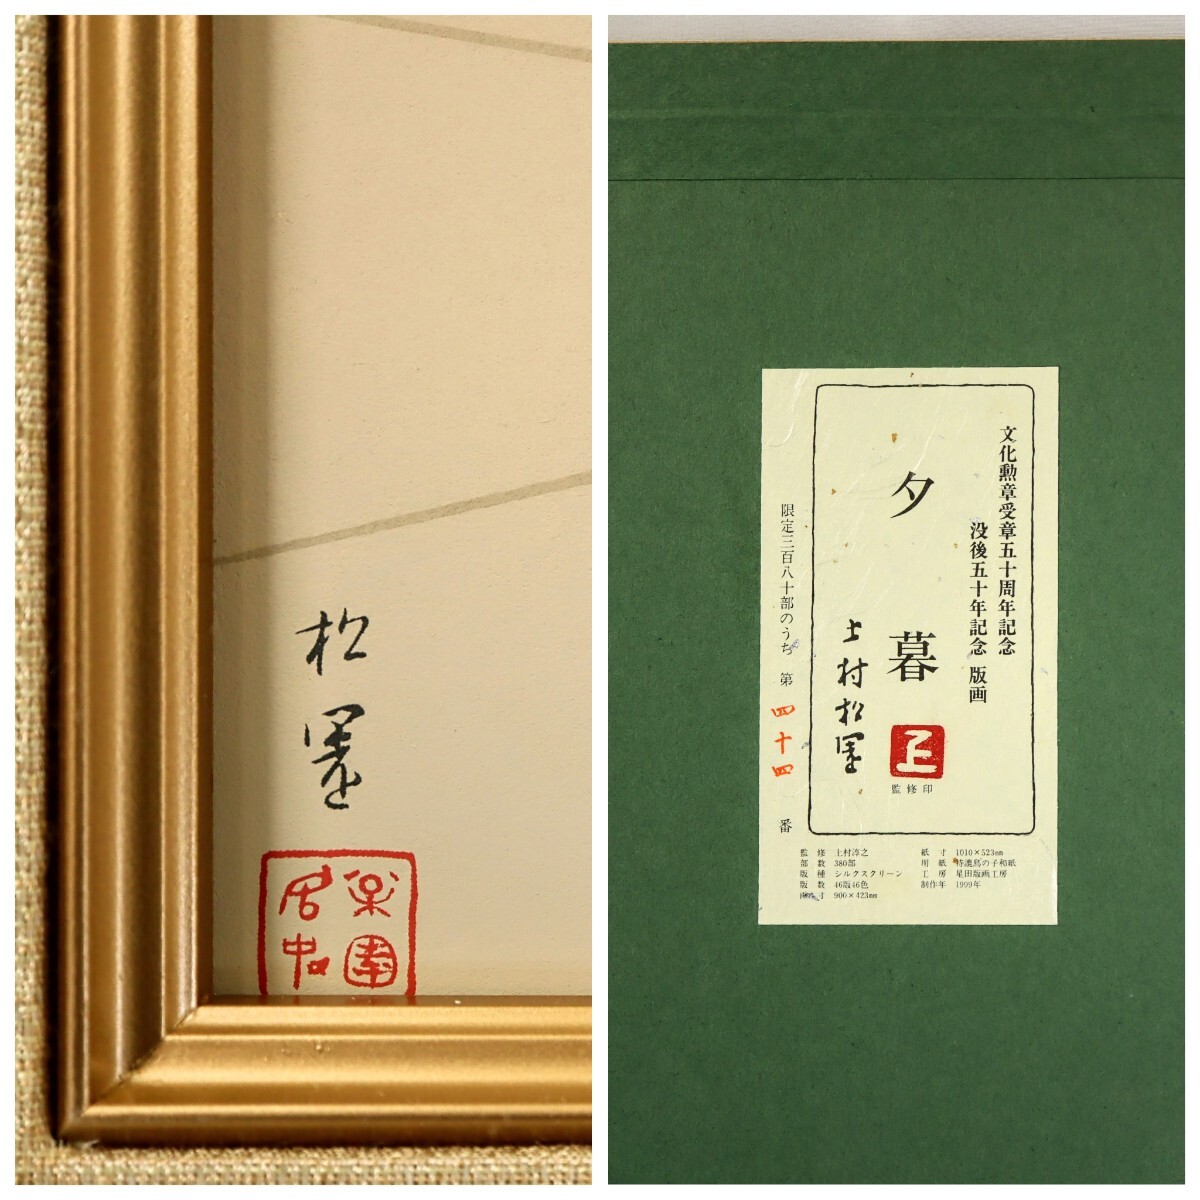 松園
文化勲章受章五十周年記念
没後五十年記念 版画
夕暮
上村松園
監修印
限定三百八十部のうち 第 四十四 番
監修 上村淳之
部数 380部
版種 シルクスクリーン
版数 46版46色
画寸 900×423㎜
紙寸 1010×523㎜
用紙 特漉鳥の子和紙
工房 星田版画工房
制作年 1999年